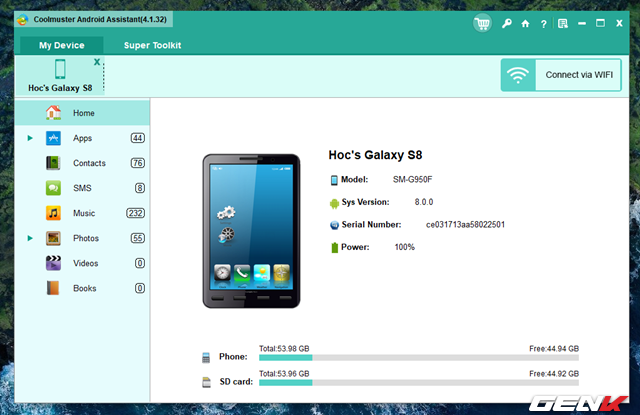 Coolmuster Android Assistant(4.1.32)
My Device
Super Toolkit
Hoc's Galaxy S8
X
Connect via WIFI
Home
Apps 44
Contacts 76
SMS 8
Music 232
Photos 55
Videos 0
Books 0
Hoc's Galaxy S8
Model: SM-G950F
Sys Version: 8.0.0
Serial Number: ce031713aa58022501
Power: 100%
Total:53.98 GB Free:44.94 GB
Phone:
Total:53.96 GB Free:44.92 GB
SD card:
GENK